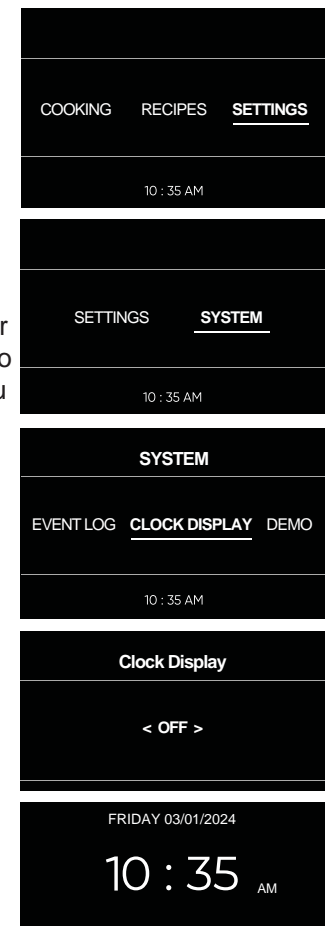 COOKING RECIPES SETTINGS
10 : 35 AM
SETTINGS SYSTEM
r
o
u
10 : 35 AM
SYSTEM
EVENT LOG CLOCK DISPLAY DEMO
10 : 35 AM
Clock Display
< OFF >
FRIDAY 03/01/2024
10 : 35 AM